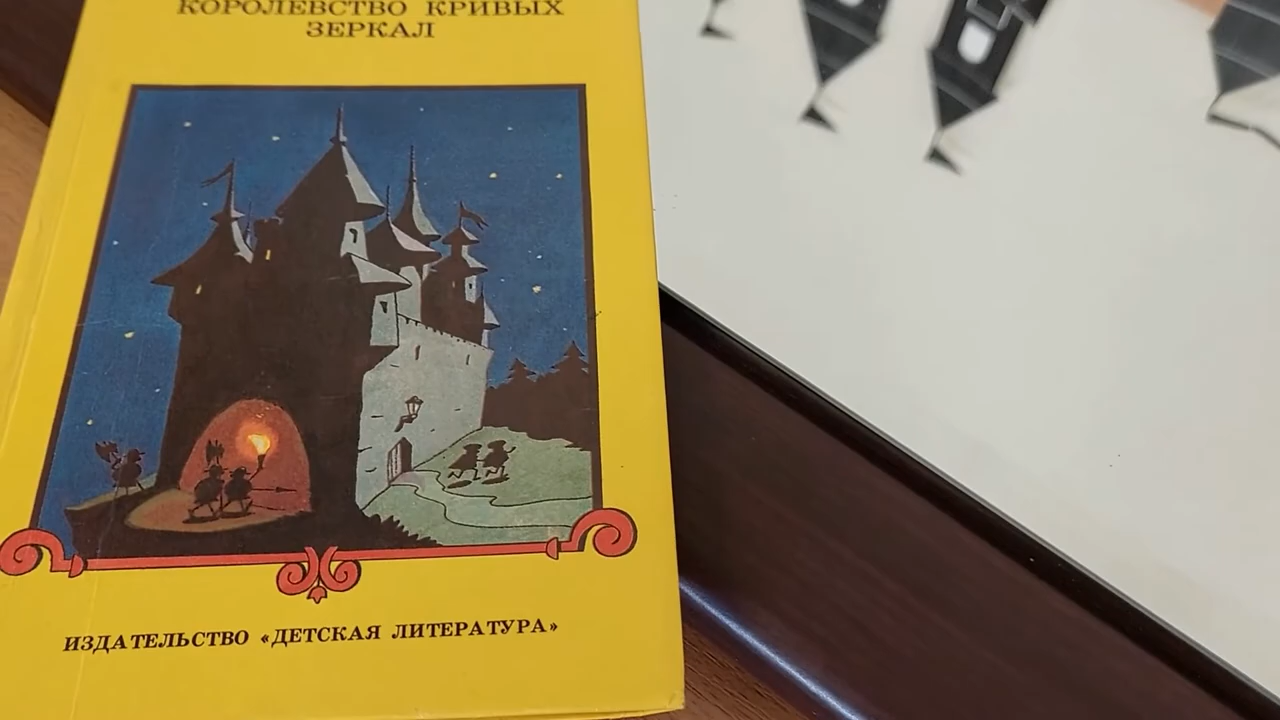 КОРОЛЕВСТВО КРИВЫХ
ЗЕРКАЛ
ИЗДАТЕЛЬСТВО «ДЕТСКАЯ ЛИТЕРАТУРА»